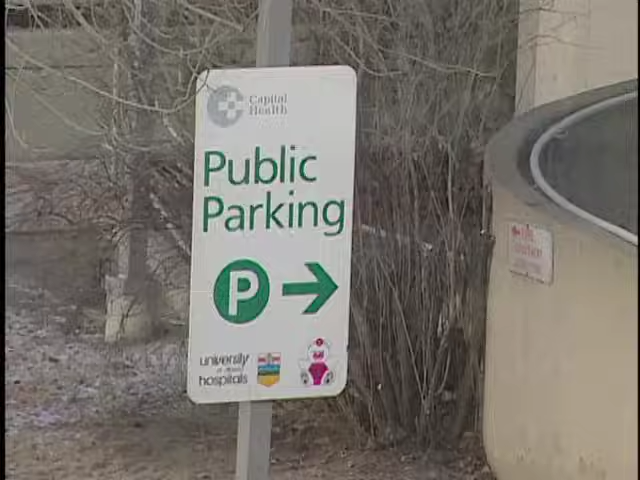 Capital
Health
Public
Parking
P
university
hospitals